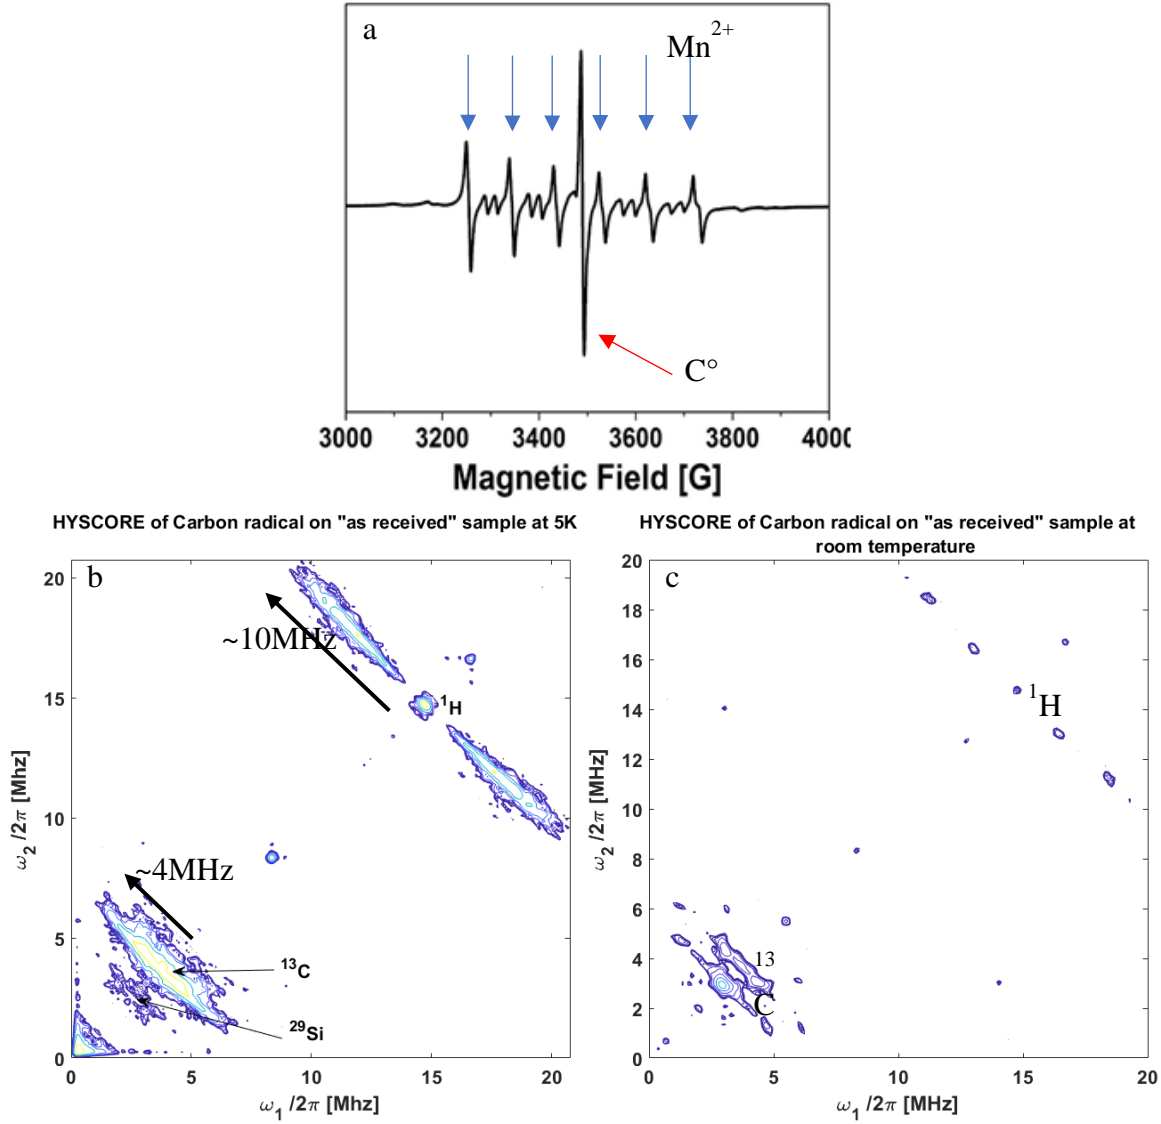 a
Mn2+
C°
3000 3200 3400 3600 3800 4000
Magnetic Field [G]
HYSCORE of Carbon radical on "as received" sample at 5K
b
~10MHz
1H
~4MHz
13C
29Si
20
15
10
5
0
0 5 10 15 20
ω2 /2π [Mhz]
ω1 /2π [Mhz]
HYSCORE of Carbon radical on "as received" sample at
room temperature
c
1H
13
C
20
18
16
14
12
10
8
6
4
2
0
0 5 10 15 20
ω2 /2π [MHz]
ω1 /2π [MHz]